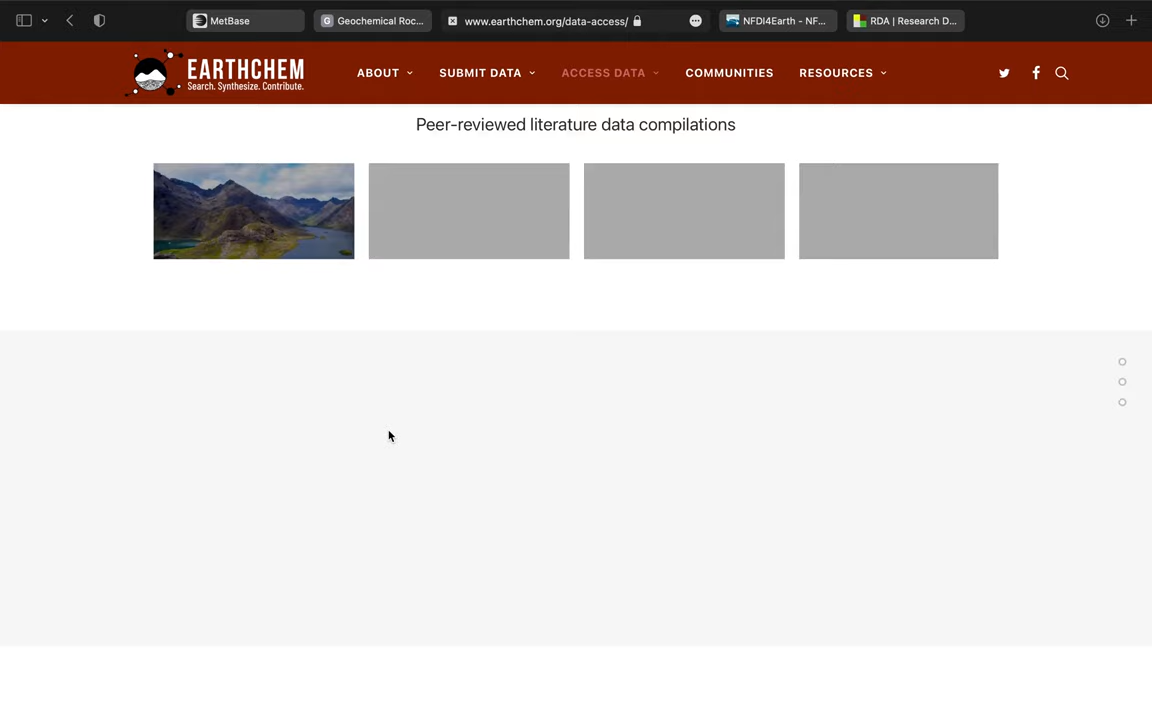 MetBase
Geochemical Roc...
www.earthchem.org/data-access/
NFDI4Earth - NF...
RDA | Research D...
EARTHCHEM
Search. Synthesize. Contribute.
ABOUT
SUBMIT DATA
ACCESS DATA
COMMUNITIES
RESOURCES
Peer-reviewed literature data compilations